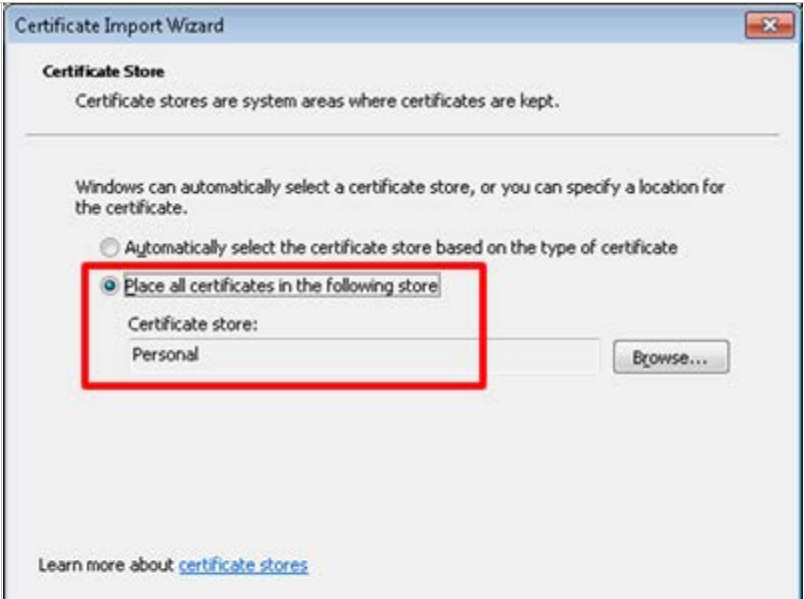 Certificate Import Wizard
Certificate Store
Certificate stores are system areas where certificates are kept.
Windows can automatically select a certificate store, or you can specify a location for
the certificate.
Automatically select the certificate store based on the type of certificate
Place all certificates in the following store
Certificate store:
Personal
Browse...
Learn more about certificate stores